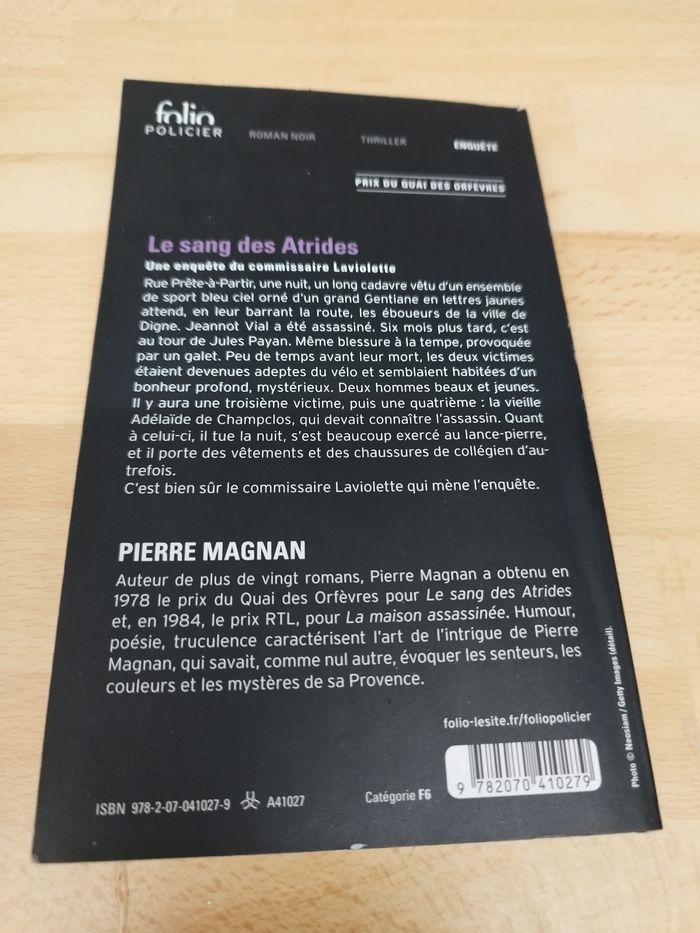 folio
POLICIER
ROMAN NOIR
THRILLER
ENQUÊTE
PRIX DU QUAI DES ORFÈVRES
Le sang des Atrides
Une enquête du commissaire Laviolette
Rue Prête-à-Partir, une nuit, un long cadavre vêtu d'un ensemble
de sport bleu ciel orné d'un grand Gentiane en lettres jaunes
attend, en leur barrant la route, les éboueurs de la ville de
Digne. Jeannot Vial a été assassiné. Six mois plus tard, c'est
au tour de Jules Payan. Même blessure à la tempe, provoquée
par un galet. Peu de temps avant leur mort, les deux victimes
étaient devenues adeptes du vélo et semblaient habitées d'un
bonheur profond, mystérieux. Deux hommes beaux et jeunes.
Il y aura une troisième victime, puis une quatrième : la vieille
Adélaïde de Champclos, qui devait connaître l'assassin. Quant
à celui-ci, il tue la nuit, s'est beaucoup exercé au lance-pierre,
et il porte des vêtements et des chaussures de collégien d'au-
trefois.
C'est bien sûr le commissaire Laviolette qui mène l'enquête.
PIERRE MAGNAN
Auteur de plus de vingt romans, Pierre Magnan a obtenu en
1978 le prix du Quai des Orfèvres pour Le sang des Atrides
et, en 1984, le prix RTL, pour La maison assassinée. Humour,
poésie, truculence caractérisent l'art de l'intrigue de Pierre
Magnan, qui savait, comme nul autre, évoquer les senteurs, les
couleurs et les mystères de sa Provence.
folio-lesite.fr/foliopolicier
9 782070 410279
ISBN 978-2-07-041027-9
A41027
Catégorie F6
Photo © Neosiam / Getty Images (détail).